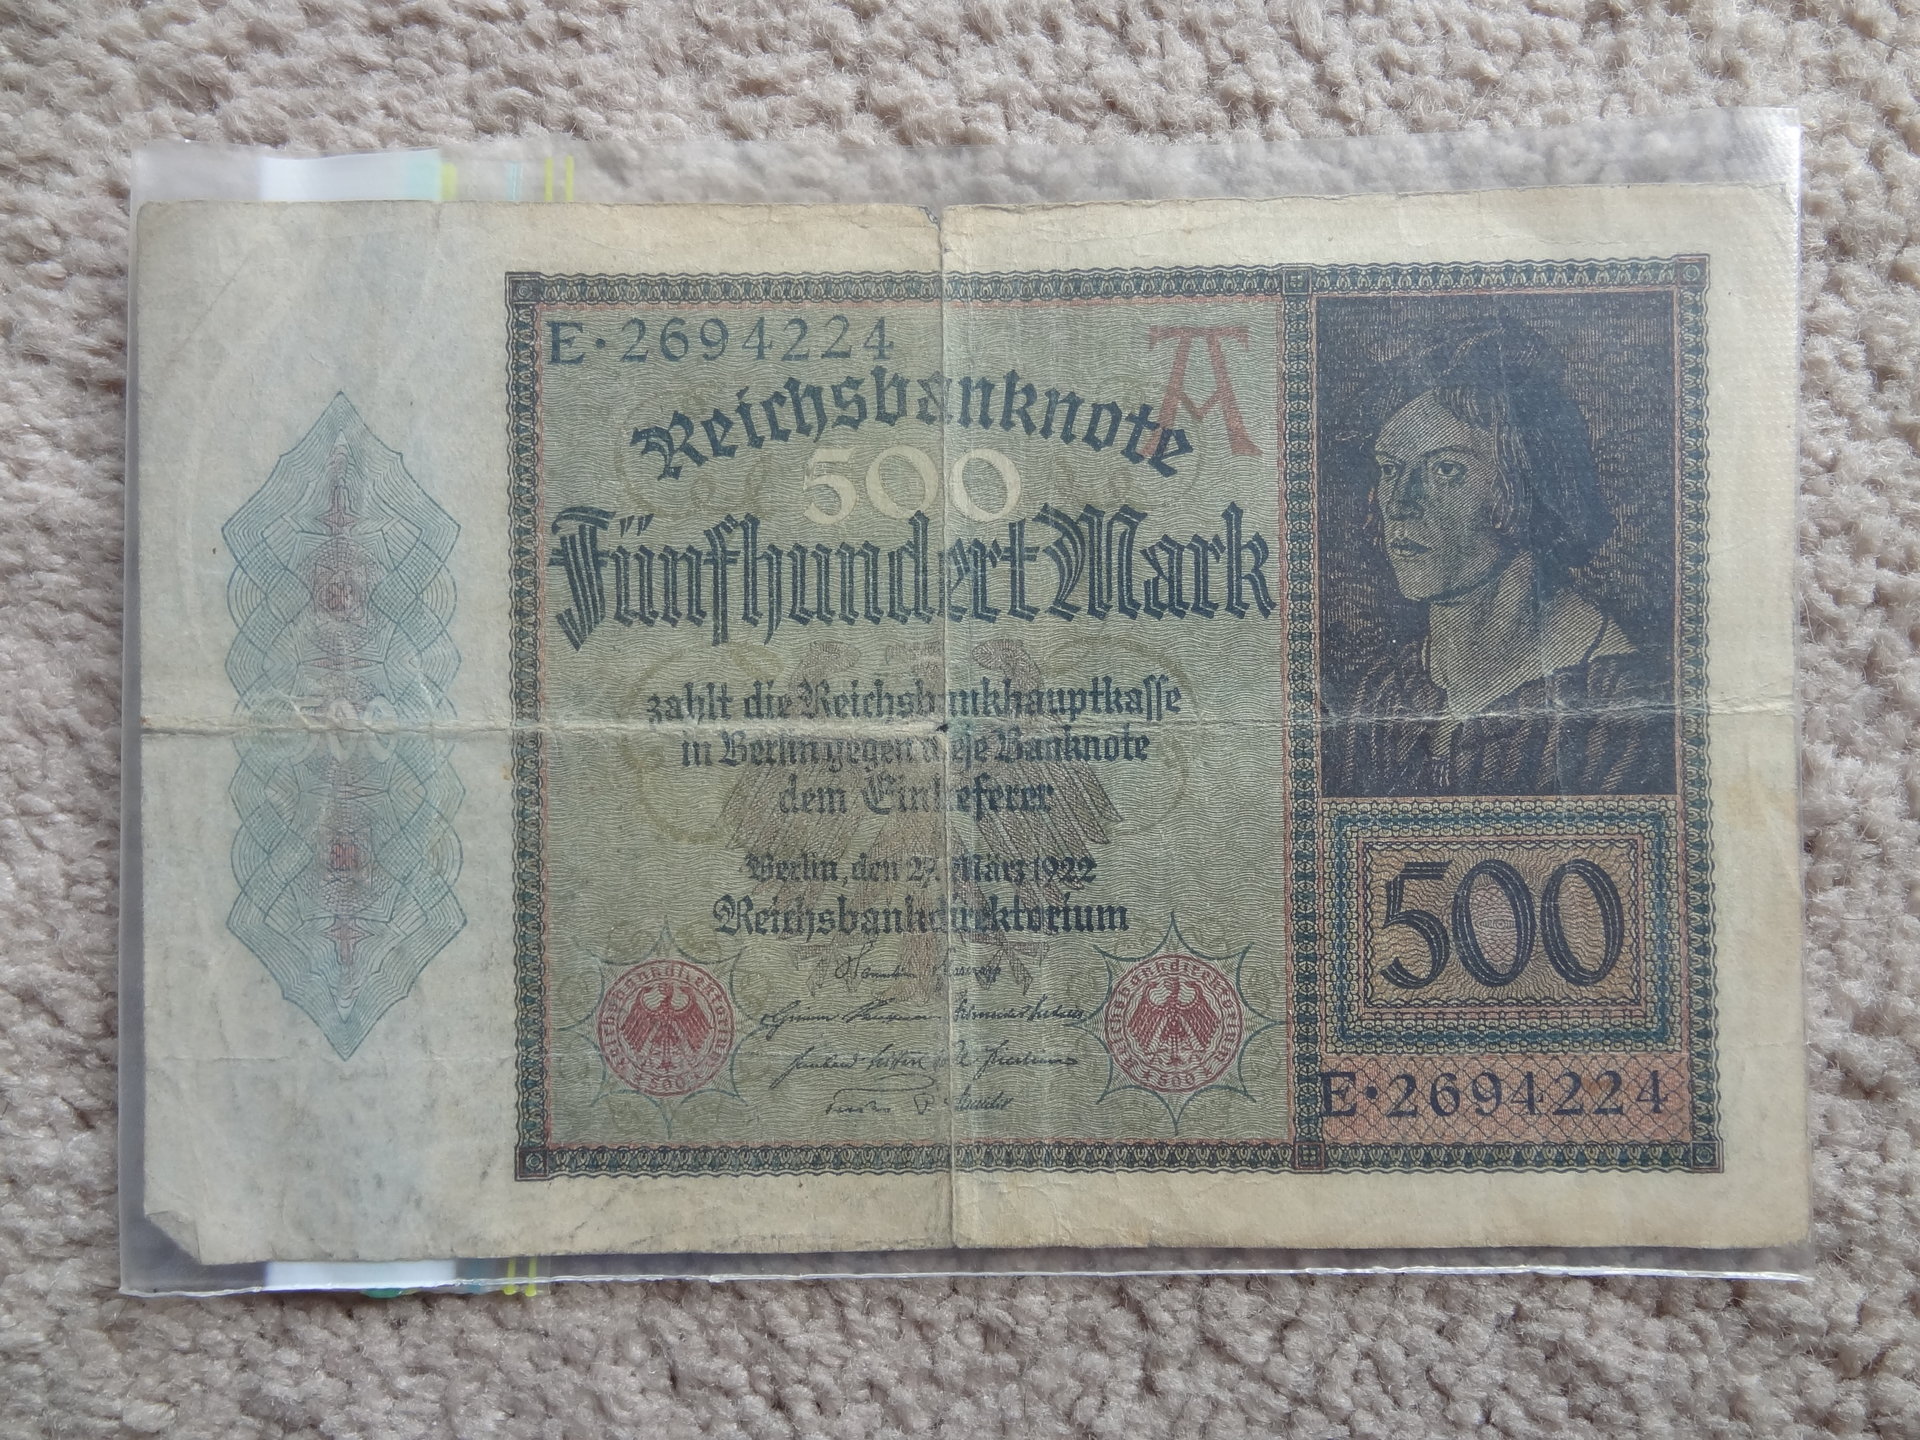 E·2694224
A
Reichsbanknote
500
Fünfhundert Mark
zahlt die Reichsbankhauptkasse
in Berlin gegen diese Banknote
dem Einlieferer
Berlin, den 27. März 1922
Reichsbankdirektorium
500
500
E·2694224